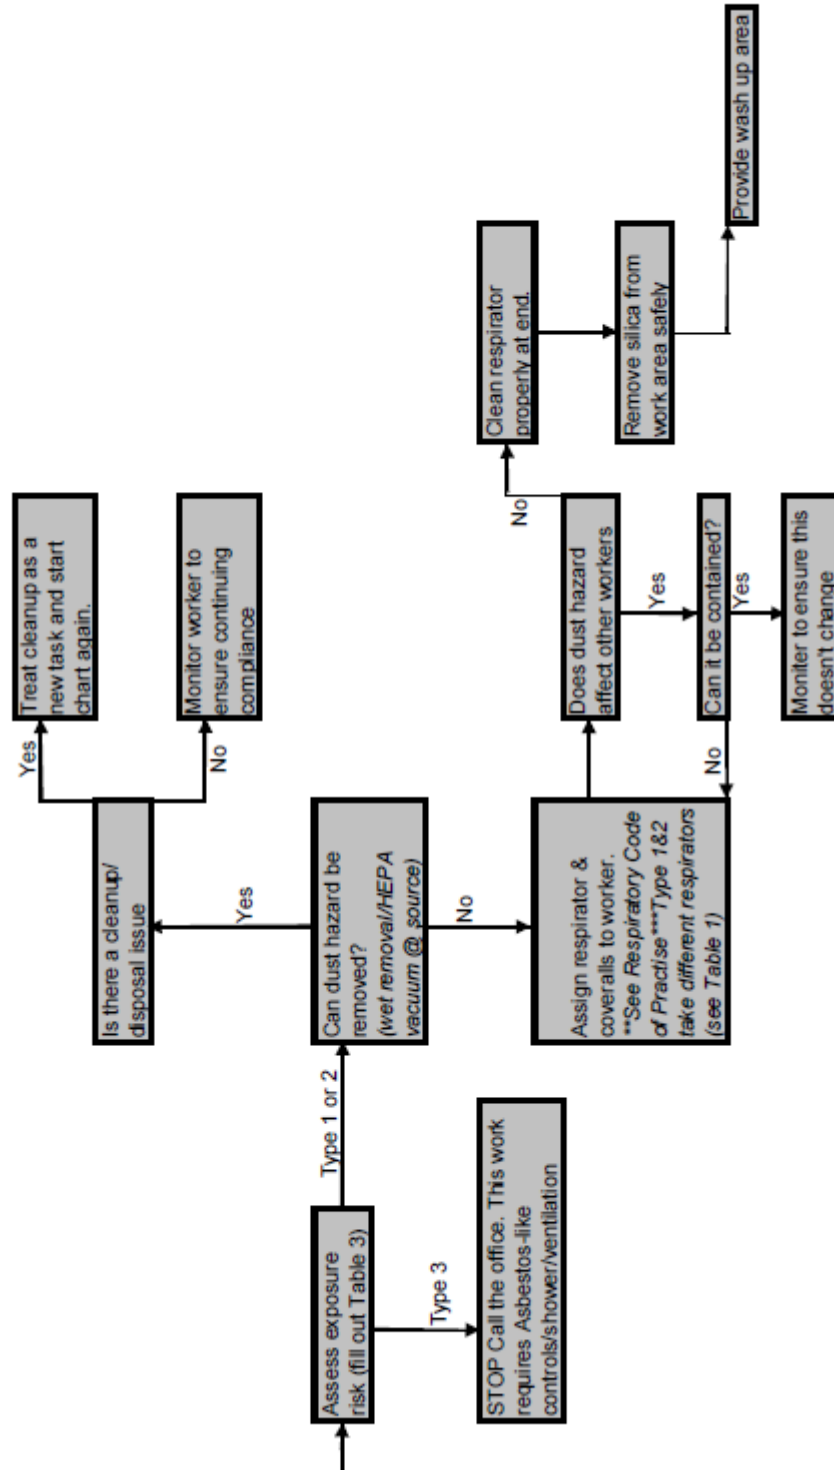 Assess exposure
risk (fill out Table 3)
Type 1 or 2
Type 3
STOP Call the office. This work
requires Asbestos-like
controls/shower/ventilation
Can dust hazard be
removed?
(wet removal/HEPA
vacuum @ source)
Yes
No
Is there a cleanup/
disposal issue
Yes
No
Treat cleanup as a
new task and start
chart again.
Monitor worker to
ensure continuing
compliance
Assign respirator &
coveralls to worker.
**See Respiratory Code
of Practise***Type 1&2
take different respirators
(see Table 1)
Does dust hazard
affect other workers
No
Yes
Can it be contained?
No
Yes
Moniter to ensure this
doesn't change
Clean respirator
properly at end.
Remove silica from
work area safely
Provide wash up area